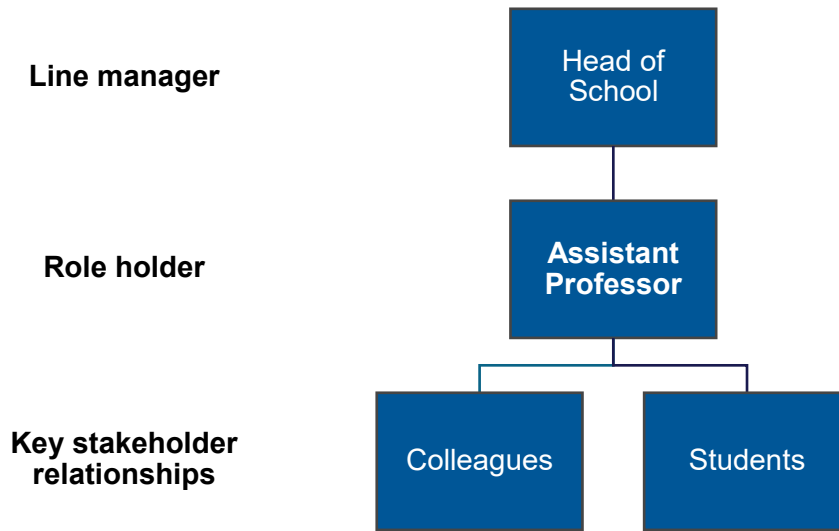 Line manager
Head of
School
Role holder
Assistant
Professor
Key stakeholder
relationships
Colleagues
Students